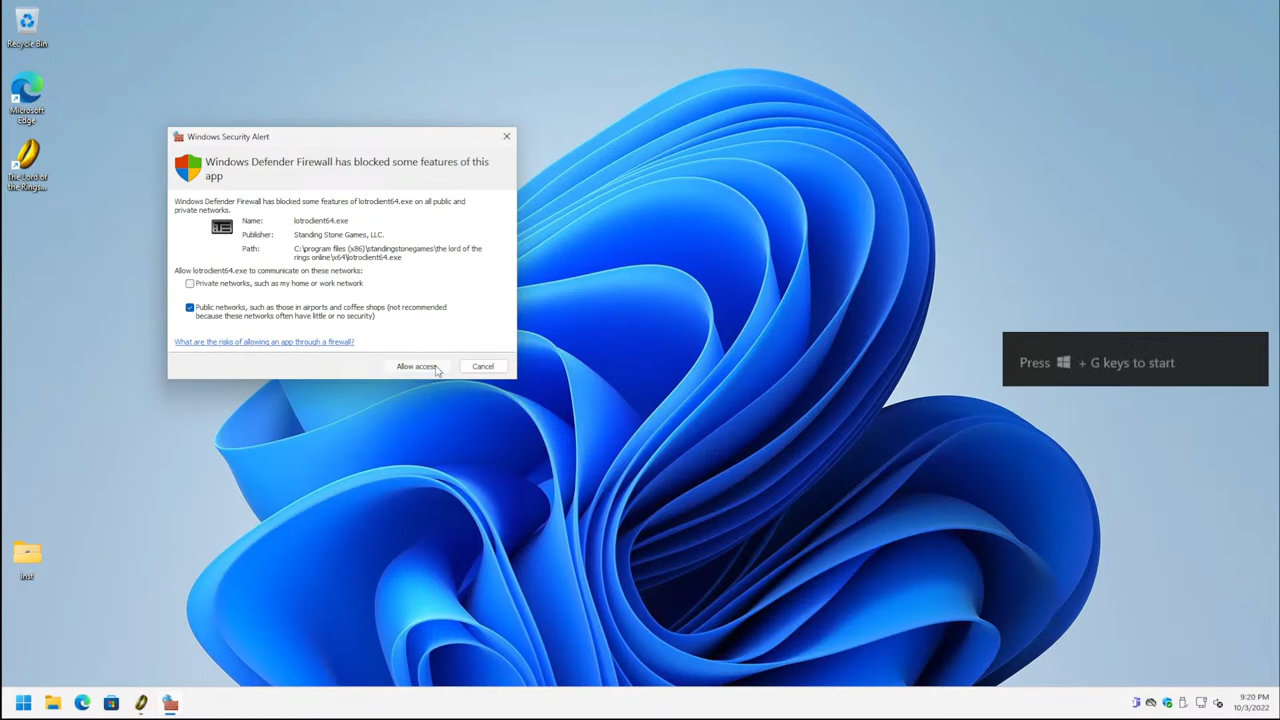 Recycle Bin
Microsoft
Edge
The Lord of
the Rings...
inst
Windows Security Alert
Windows Defender Firewall has blocked some features of this
app
Windows Defender Firewall has blocked some features of lotroclient64.exe on all public and
private networks.
Name: lotroclient64.exe
Publisher: Standing Stone Games, LLC.
Path: C:\program files (x86)\standingstonegames\the lord of the
rings online\x64\lotroclient64.exe
Allow lotroclient64.exe to communicate on these networks:
Private networks, such as my home or work network
Public networks, such as those in airports and coffee shops (not recommended
because these networks often have little or no security)
What are the risks of allowing an app through a firewall?
Allow access
Cancel
Press + G keys to start
9:20 PM
10/3/2022